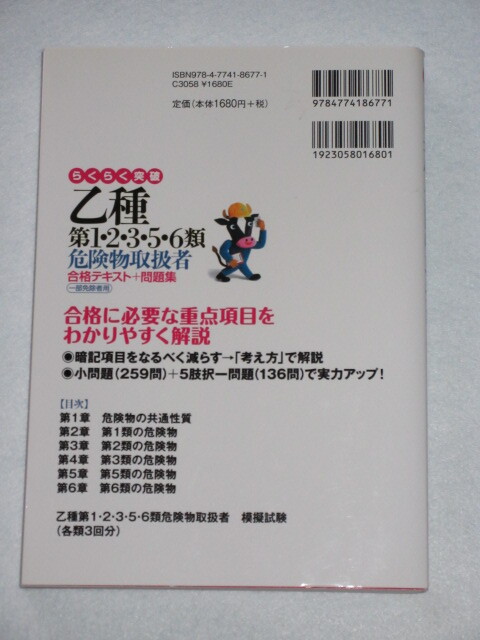 ISBN978-4-7741-8677-1
C3058 ¥1680E
定価(本体1680円+税)
9784774186771
1923058016801
らくらく突破
乙種
第1・2・3・5・6類
危険物取扱者
合格テキスト+問題集
一部免除者用
合格に必要な重点項目を
わかりやすく解説
●暗記項目をなるべく減らす→「考え方」で解説
●小問題(259問)+5肢択一問題(136問)で実力アップ!
【目次】
第1章 危険物の共通性質
第2章 第1類の危険物
第3章 第2類の危険物
第4章 第3類の危険物
第5章 第5類の危険物
第6章 第6類の危険物
乙種第1・2・3・5・6類危険物取扱者 模擬試験
(各類3回分)